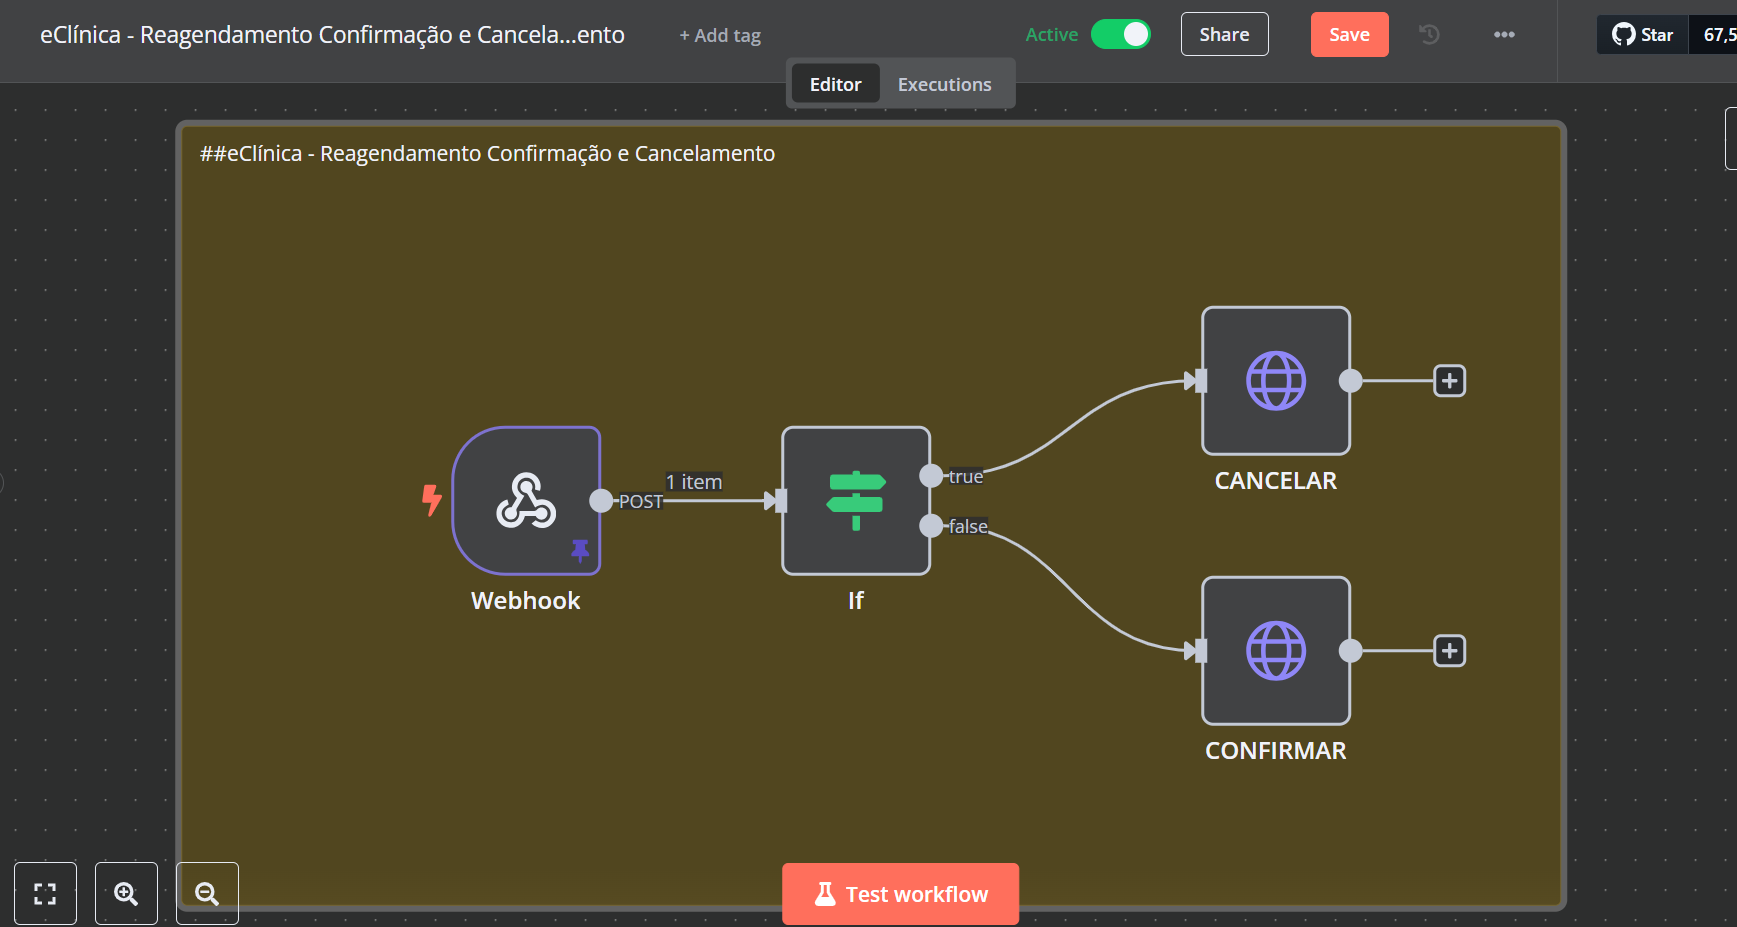 eClínica - Reagendamento Confirmação e Cancela...ento
+ Add tag
Active
Share
Save
Star
67,5
Editor
Executions
##eClínica - Reagendamento Confirmação e Cancelamento
CANCELAR
true
1 item
POST
false
Webhook
If
CONFIRMAR
Test workflow